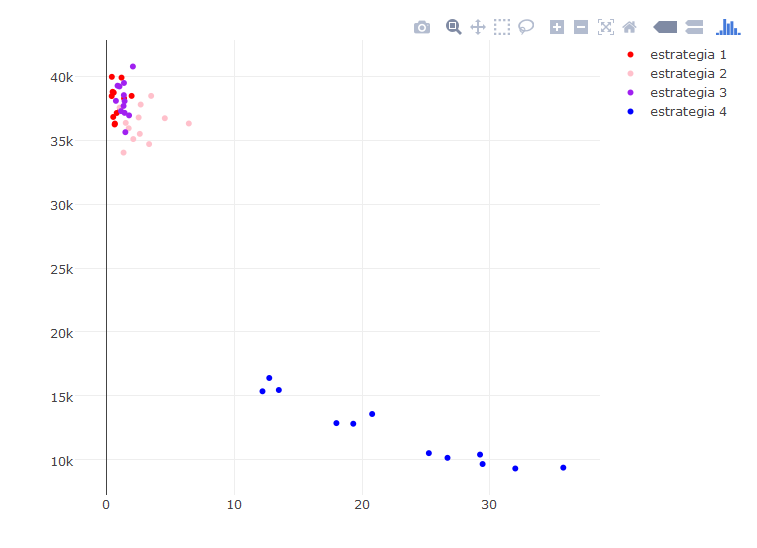 estrategia 1
estrategia 2
estrategia 3
estrategia 4
40k
35k
30k
25k
20k
15k
10k
0 10 20 30